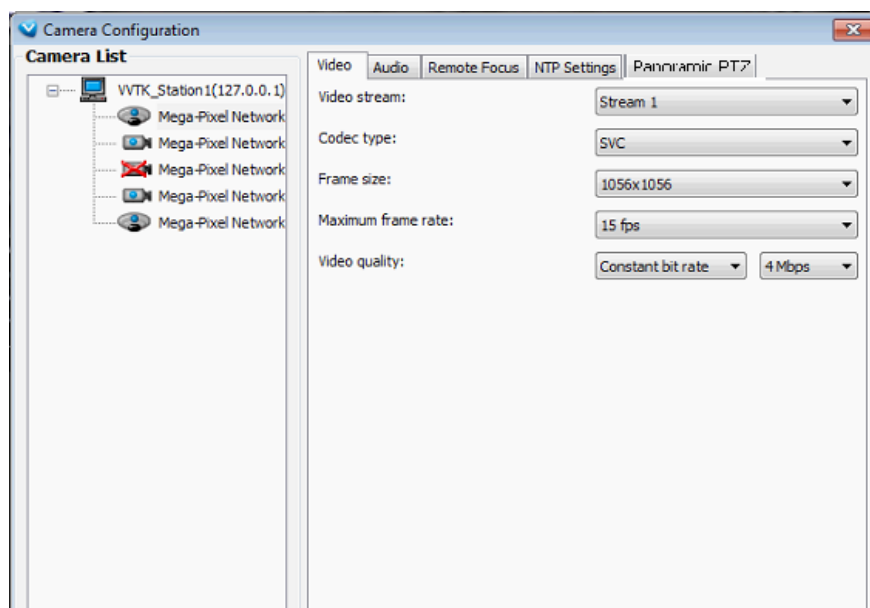 Camera Configuration
Camera List
VVTK_Station1(127.0.0.1)
Mega-Pixel Network
Mega-Pixel Network
Mega-Pixel Network
Mega-Pixel Network
Mega-Pixel Network
Video Audio Remote Focus NTP Settings Panoramic PTZ
Video stream: Stream 1
Codec type: SVC
Frame size: 1056x1056
Maximum frame rate: 15 fps
Video quality: Constant bit rate 4 Mbps